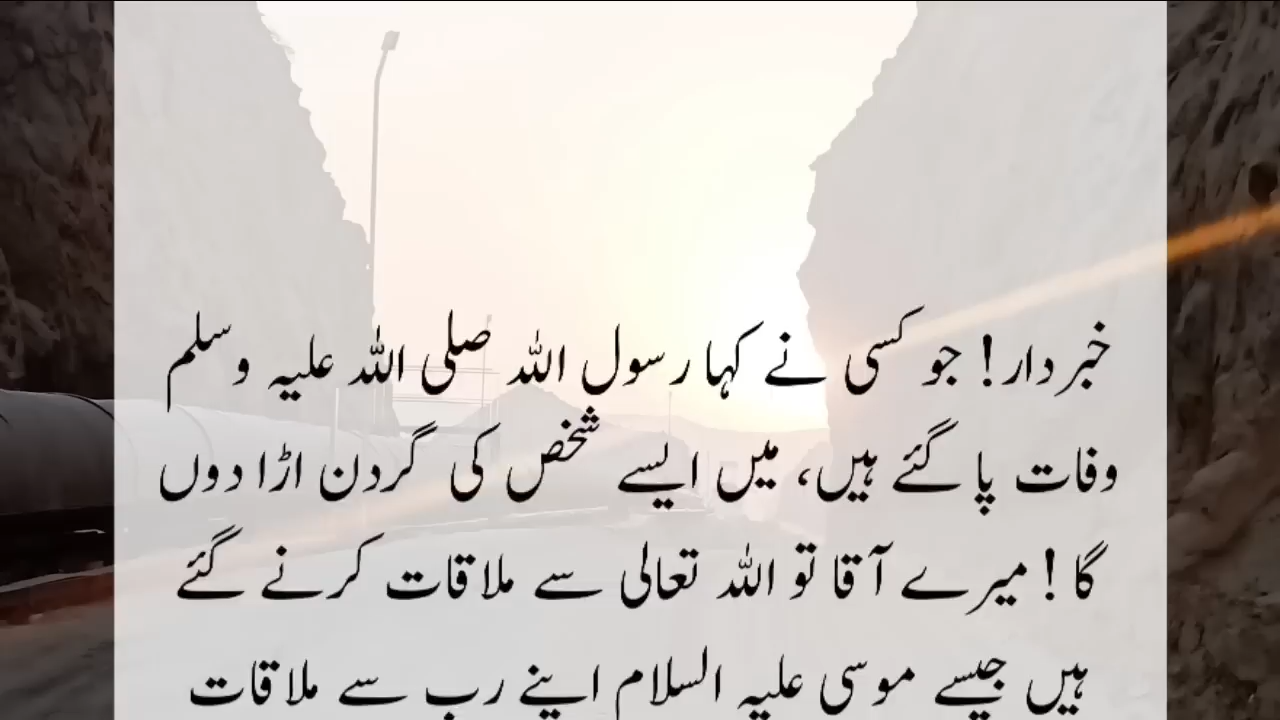 خبردار! جو کسی نے کہا رسول اللہ صلی اللہ علیہ وسلم
وفات پا گئے ہیں، میں ایسے شخص کی گردن اڑا دوں
گا! میرے آقا تو اللہ تعالی سے ملاقات کرنے گئے
ہیں جیسے موسی علیہ السلام اپنے رب سے ملاقات